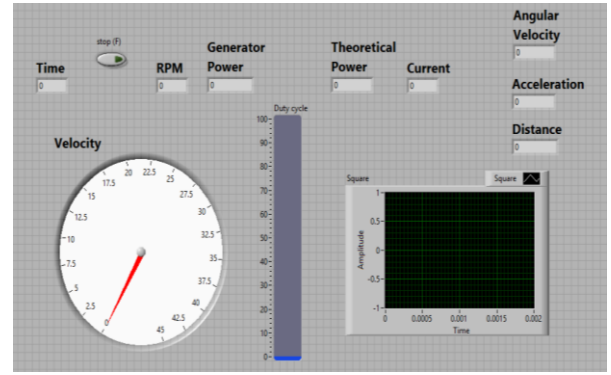 stop (F)
Time
0
RPM
0
Generator
Power
0
Theoretical
Power
0
Current
0
Angular
Velocity
0
Acceleration
0
Distance
0
Velocity
0
2.5
5
7.5
10
12.5
15
17.5
20
22.5
25
27.5
30
32.5
35
37.5
40
42.5
45
Duty cycle
100
90
80
70
60
50
40
30
20
10
0
Square
Square
Amplitude
1
0.5
0
-0.5
-1
0 0.0005 0.001 0.0015 0.002
Time